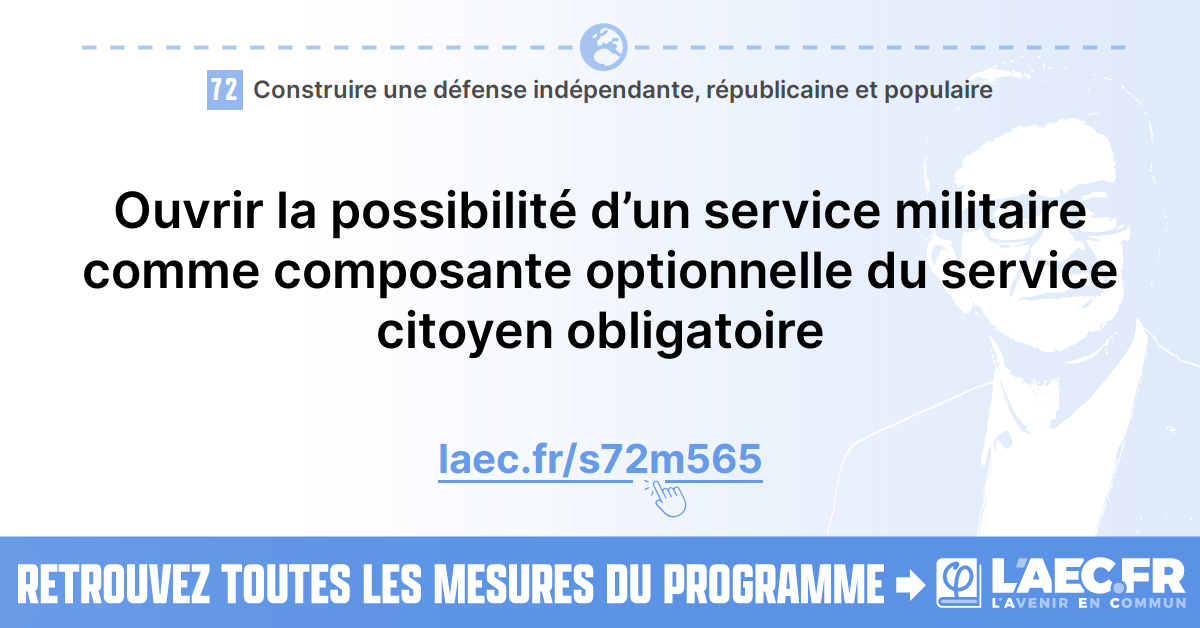 72 Construire une défense indépendante, républicaine et populaire
Ouvrir la possibilité d’un service militaire
comme composante optionnelle du service
citoyen obligatoire
laec.fr/s72m565
RETROUVEZ TOUTES LES MESURES DU PROGRAMME φ L'AEC.FR
L'AVENIR EN COMMUN